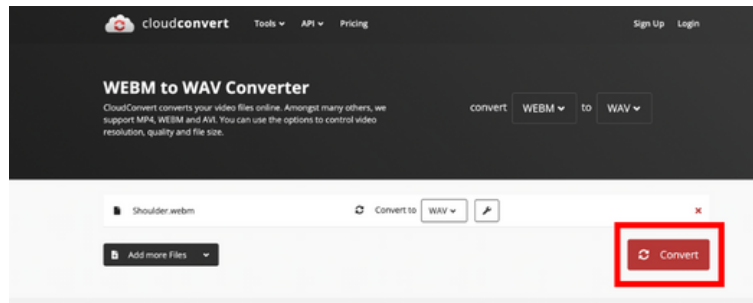 cloudconvert Tools API Pricing Sign Up Login
WEBM to WAV Converter
CloudConvert converts your video files online. Amongst many others, we
support MP4, WEBM and AVI. You can use the options to control video
resolution, quality and file size.
convert WEBM to WAV
Shoulder.webm Convert to WAV
Add more Files Convert